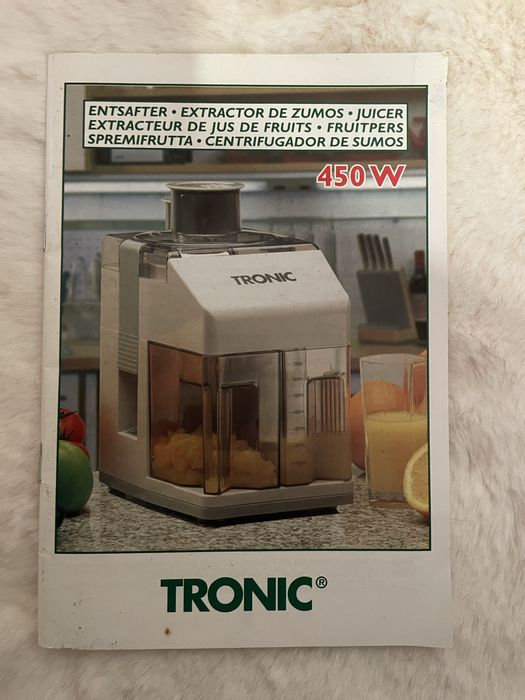 ENTSAFTER • EXTRACTOR DE ZUMOS • JUICER
EXTRACTEUR DE JUS DE FRUITS • FRUITPERS
SPREMIFRUTTA • CENTRIFUGADOR DE SUMOS
450 W
TRONIC
TRONIC®